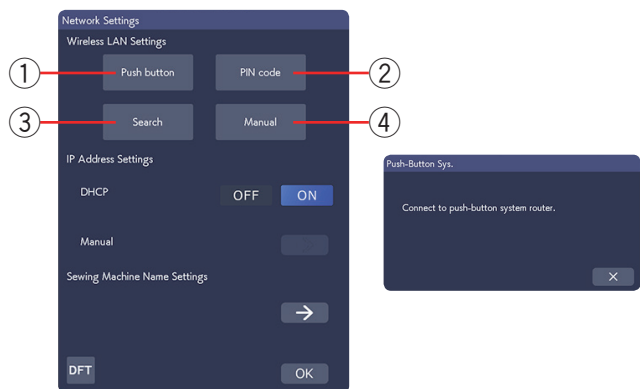 Network Settings
Wireless LAN Settings
1 Push button PIN code 2
3 Search Manual 4
IP Address Settings
DHCP OFF ON
Manual
Sewing Machine Name Settings
DFT OK
Push-Button Sys.
Connect to push-button system router.